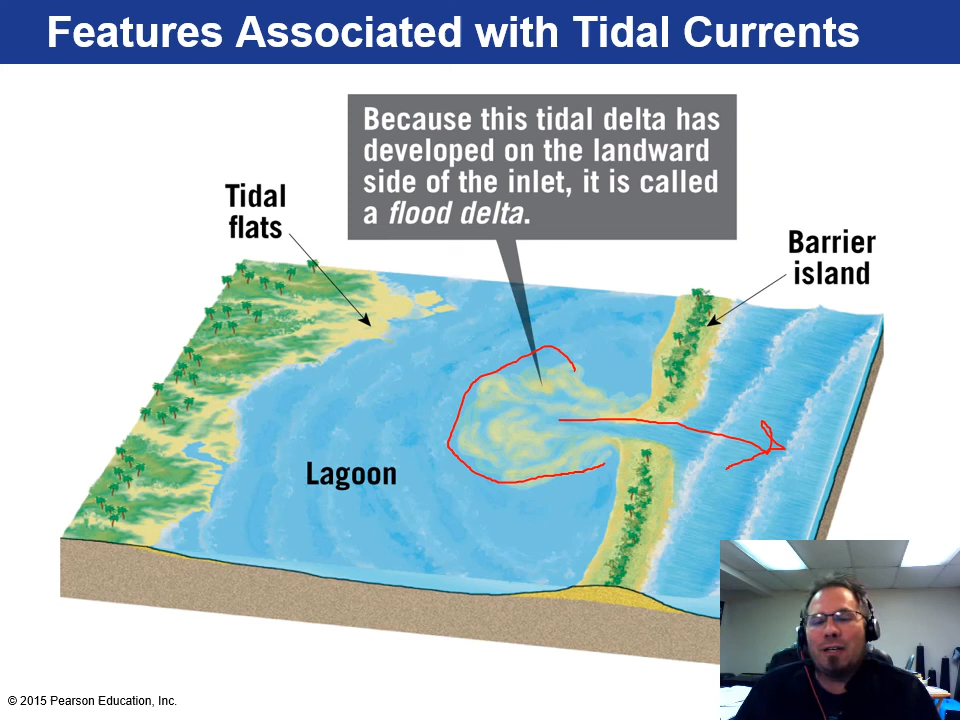 Features Associated with Tidal Currents
Because this tidal delta has
developed on the landward
side of the inlet, it is called
a flood delta.
Tidal
flats
Barrier
island
Lagoon
© 2015 Pearson Education, Inc.